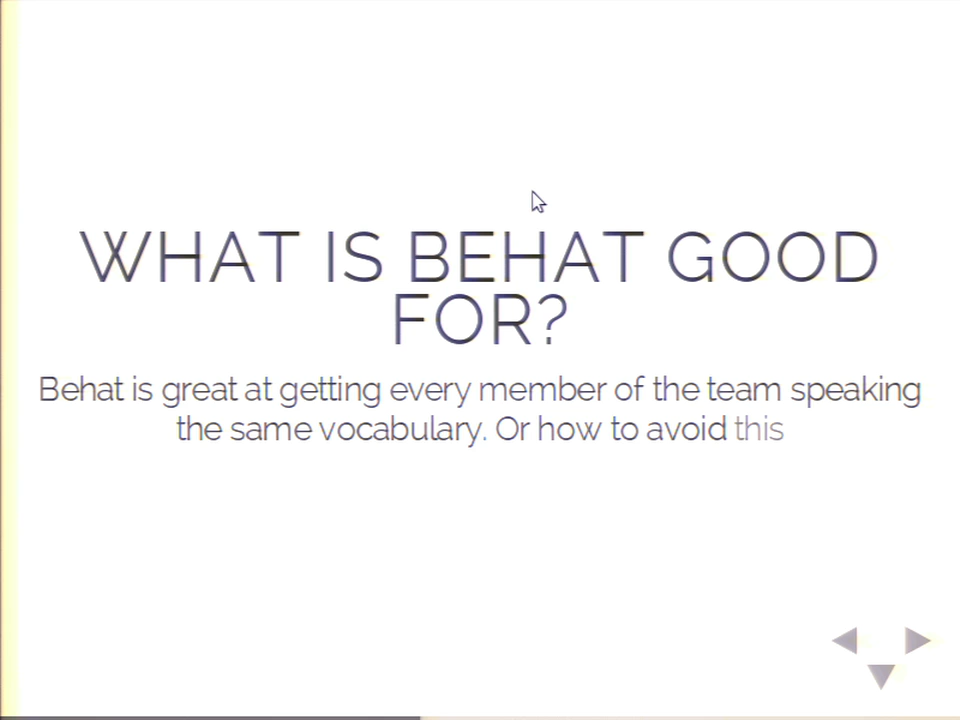 WHAT IS BEHAT GOOD
FOR?
Behat is great at getting every member of the team speaking
the same vocabulary. Or how to avoid this